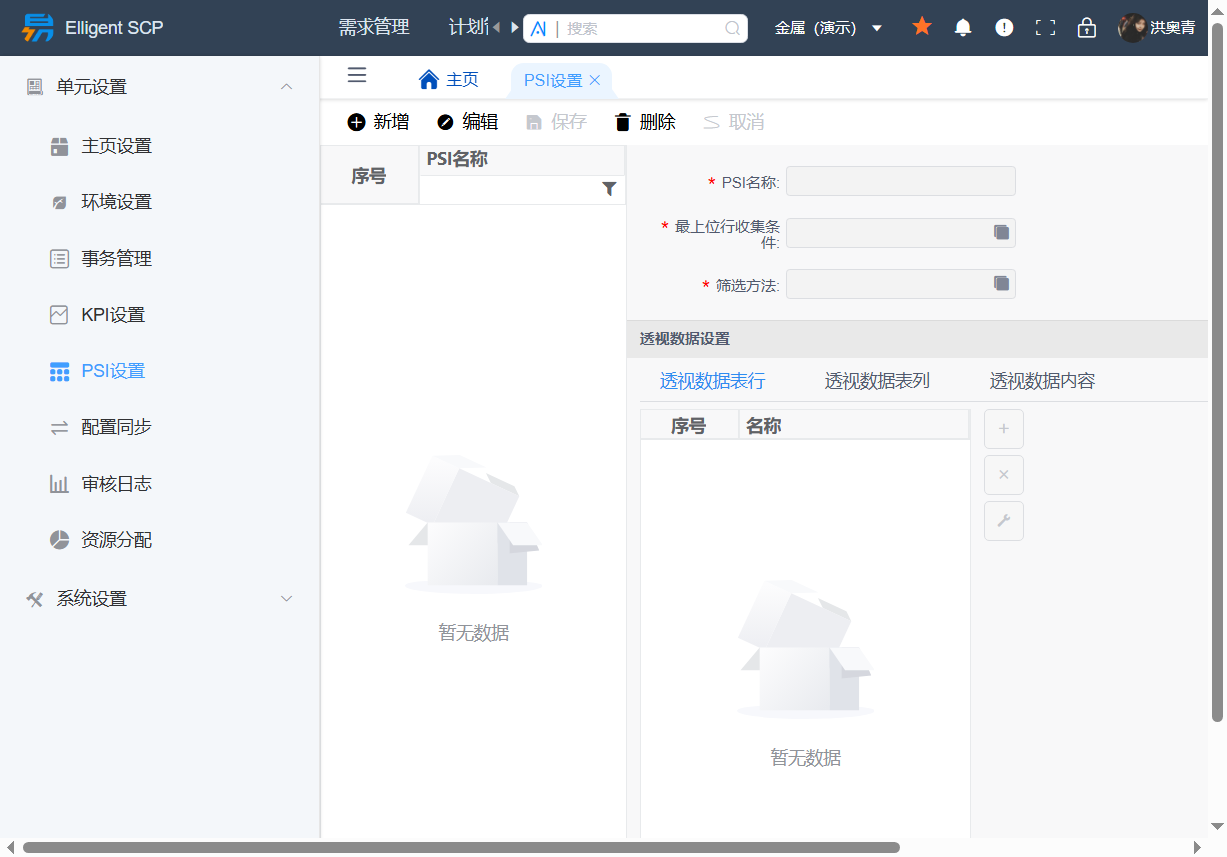 Elligent SCP
需求管理
计划
AI | 搜索
金属（演示）
洪奥青
单元设置
主页设置
环境设置
事务管理
KPI设置
PSI设置
配置同步
审核日志
资源分配
系统设置
主页
PSI设置
新增
编辑
保存
删除
取消
序号
PSI名称
暂无数据
* PSI名称:
* 最上位行收集条
件:
* 筛选方法:
透视数据设置
透视数据表行
透视数据表列
透视数据内容
序号
名称
暂无数据